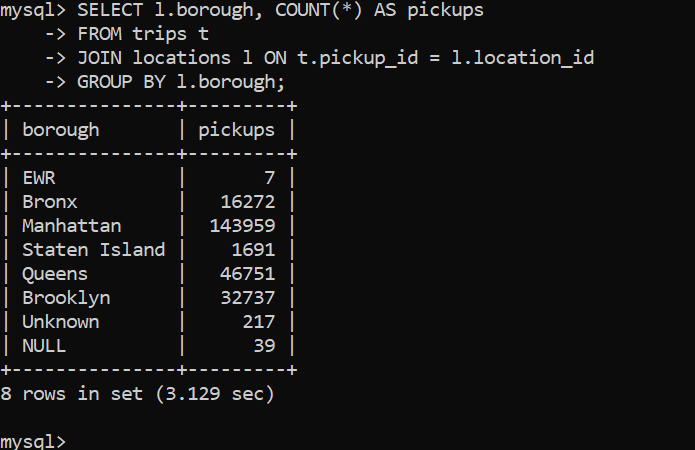 mysql> SELECT l.borough, COUNT(*) AS pickups
    -> FROM trips t
    -> JOIN locations l ON t.pickup_id = l.location_id
    -> GROUP BY l.borough;
+---------------+---------+
| borough       | pickups |
+---------------+---------+
| EWR           |       7 |
| Bronx         |   16272 |
| Manhattan     |  143959 |
| Staten Island |    1691 |
| Queens        |   46751 |
| Brooklyn      |   32737 |
| Unknown       |     217 |
| NULL          |      39 |
+---------------+---------+
8 rows in set (3.129 sec)
mysql>